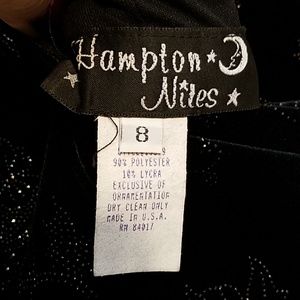 Hampton
Nites
8
90% POLYESTER
10% LYCRA
EXCLUSIVE OF
ORNAMENTATION
DRY CLEAN ONLY
MADE IN U.S.A.
RN 84017